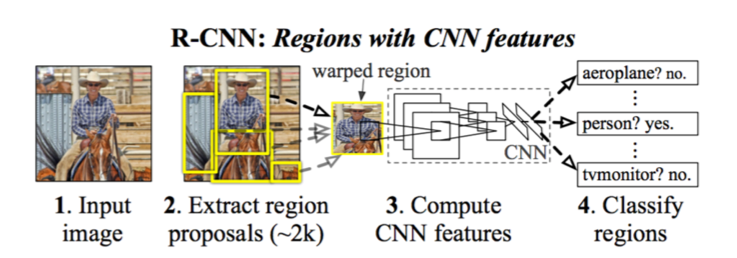 R-CNN: Regions with CNN features
warped region
aeroplane? no.
person? yes.
tvmonitor? no.
CNN
1. Input
image
2. Extract region
proposals (~2k)
3. Compute
CNN features
4. Classify
regions